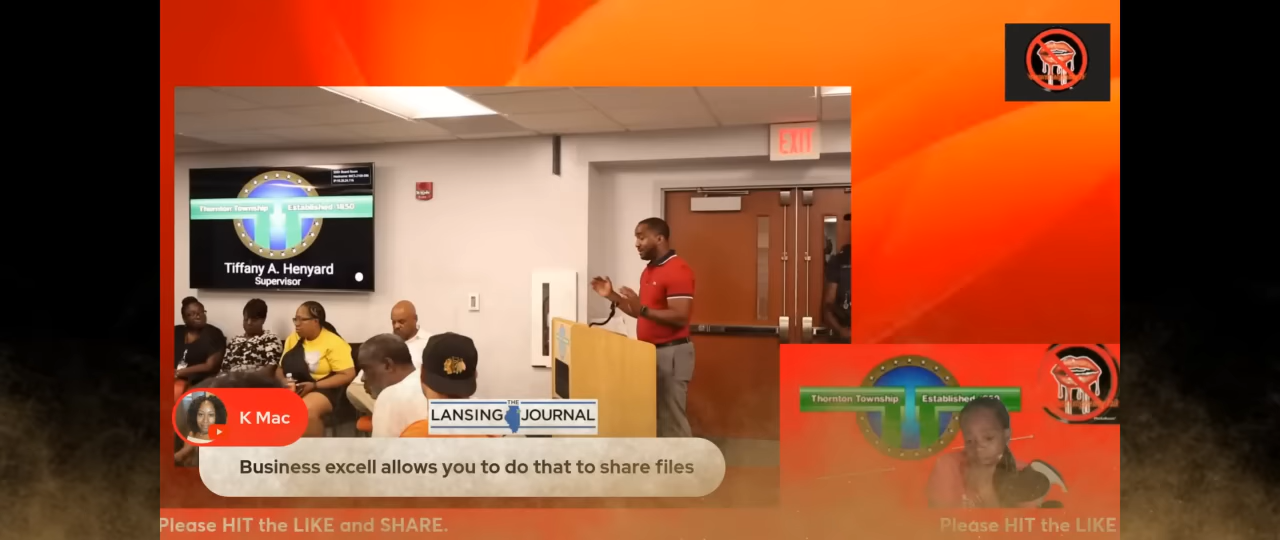 EXIT
Thornton Township
Established 1850
Tiffany A. Henyard
Supervisor
Thornton Township
K Mac
THE
LANSING JOURNAL
Business excell allows you to do that to share files
Please HIT the LIKE and SHARE.
Please HIT the LIKE